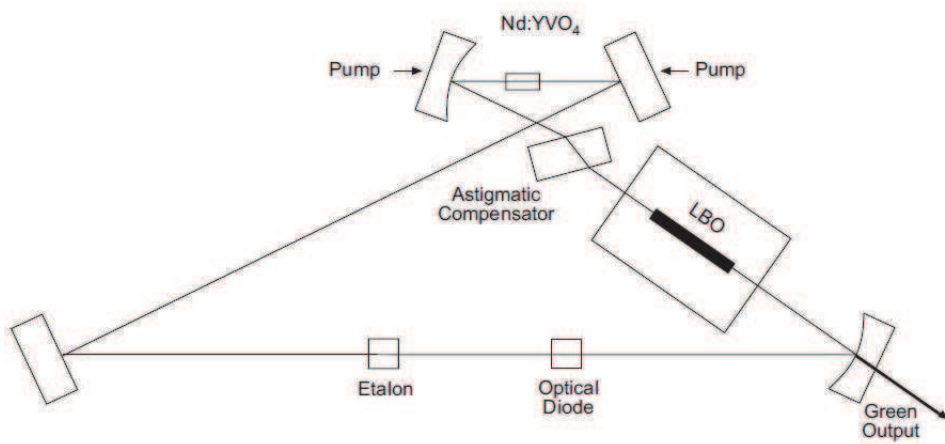 Nd:YVO₄
Pump
Pump
Astigmatic
Compensator
LBO
Etalon
Optical
Diode
Green
Output